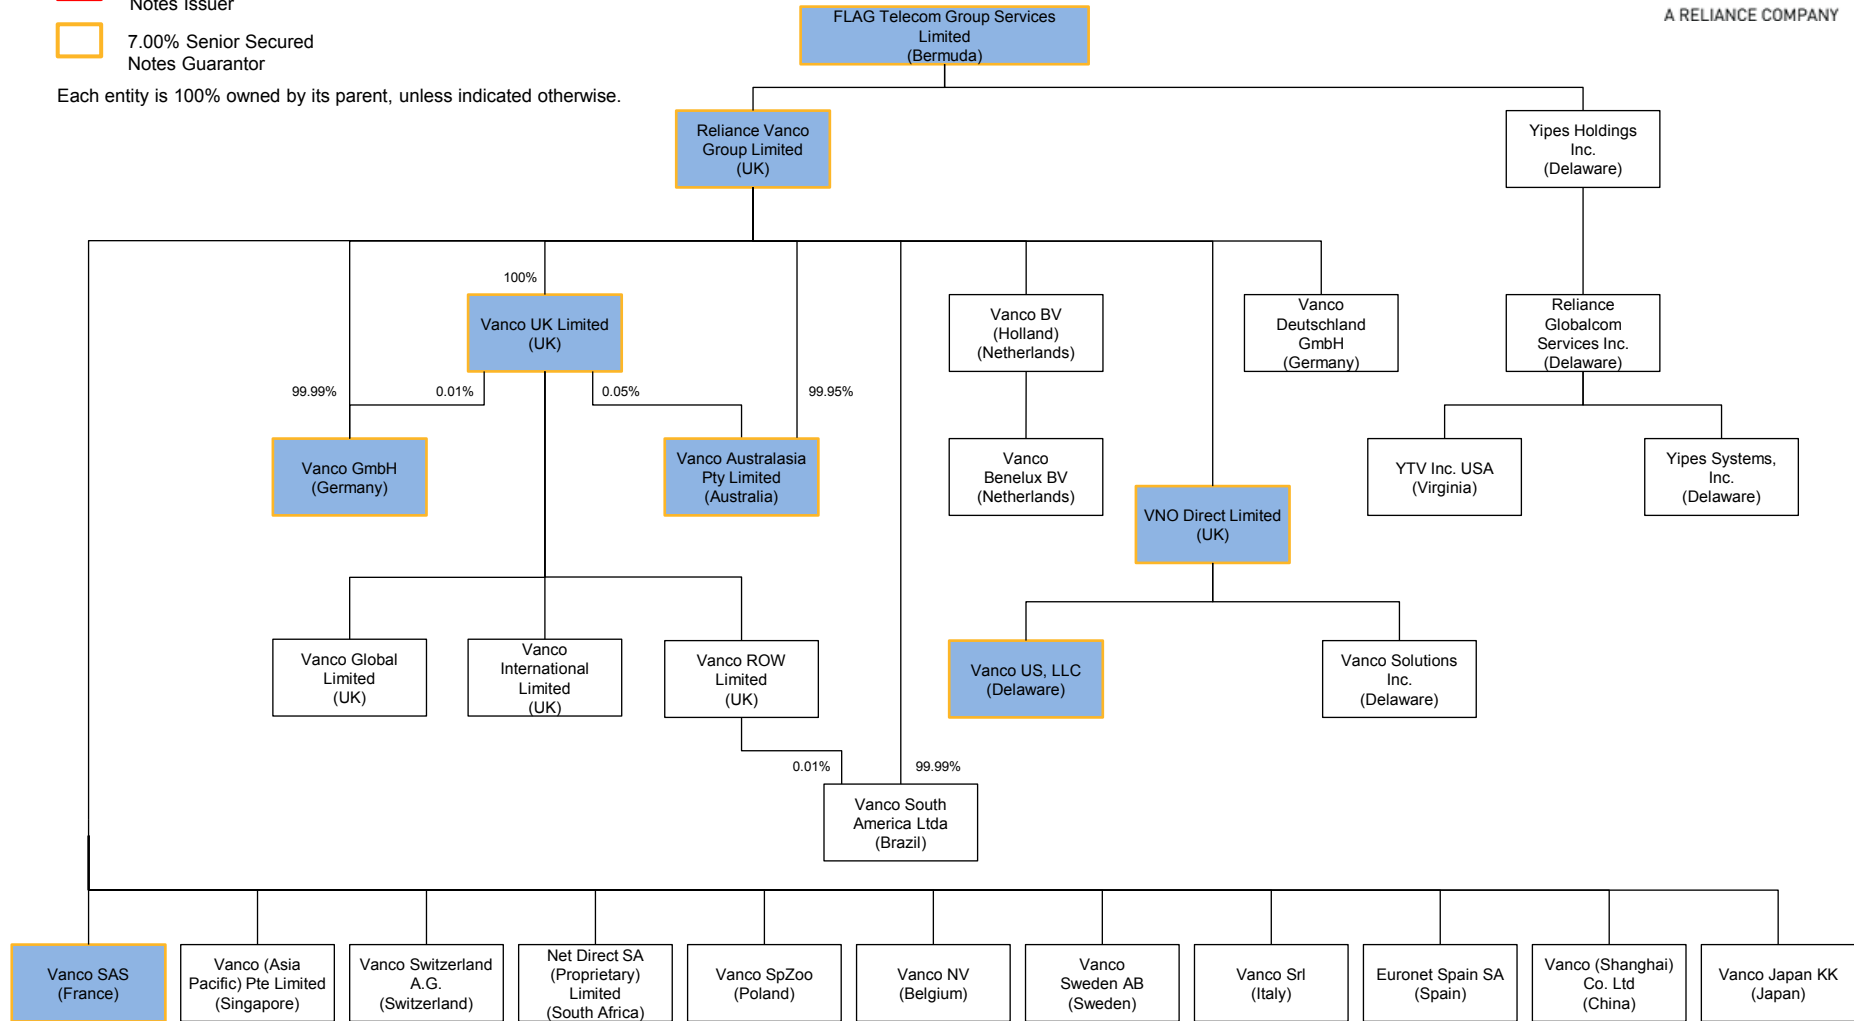 Notes Issuer
7.00% Senior Secured
Notes Guarantor
Each entity is 100% owned by its parent, unless indicated otherwise.
A RELIANCE COMPANY
FLAG Telecom Group Services
Limited
(Bermuda)
Reliance Vanco
Group Limited
(UK)
Yipes Holdings
Inc.
(Delaware)
100%
Vanco UK Limited
(UK)
Vanco BV
(Holland)
(Netherlands)
Vanco
Deutschland
GmbH
(Germany)
Reliance
Globalcom
Services Inc.
(Delaware)
99.99%
0.01%
0.05%
99.95%
Vanco GmbH
(Germany)
Vanco Australasia
Pty Limited
(Australia)
Vanco
Benelux BV
(Netherlands)
VNO Direct Limited
(UK)
YTV Inc. USA
(Virginia)
Yipes Systems,
Inc.
(Delaware)
Vanco Global
Limited
(UK)
Vanco
International
Limited
(UK)
Vanco ROW
Limited
(UK)
Vanco US, LLC
(Delaware)
Vanco Solutions
Inc.
(Delaware)
0.01%
99.99%
Vanco South
America Ltda
(Brazil)
Vanco SAS
(France)
Vanco (Asia
Pacific) Pte Limited
(Singapore)
Vanco Switzerland
A.G.
(Switzerland)
Net Direct SA
(Proprietary)
Limited
(South Africa)
Vanco SpZoo
(Poland)
Vanco NV
(Belgium)
Vanco
Sweden AB
(Sweden)
Vanco Srl
(Italy)
Euronet Spain SA
(Spain)
Vanco (Shanghai)
Co. Ltd
(China)
Vanco Japan KK
(Japan)